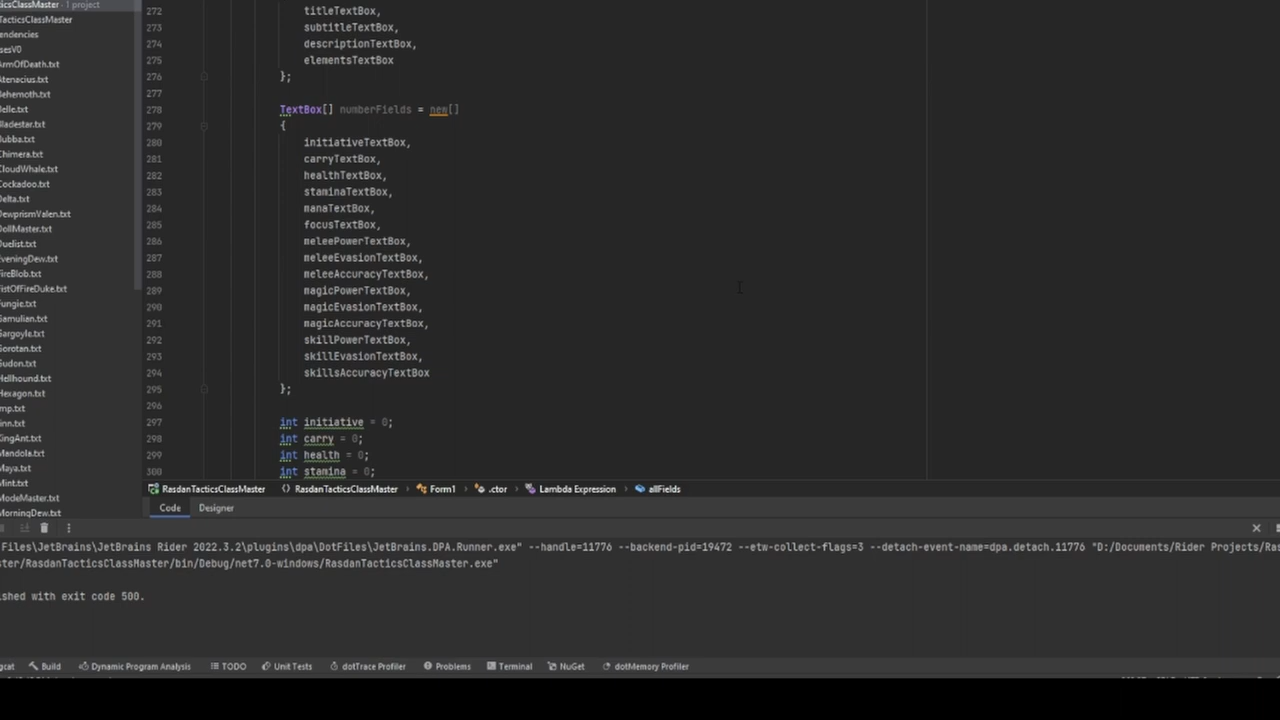 ticsClassMaster · 1 project
TacticsClassMaster
endencies
sesV0
ArmOfDeath.txt
Atenacius.txt
Behemoth.txt
Belle.txt
Bladestar.txt
Bubba.txt
Chimera.txt
CloudWhale.txt
Cockadoo.txt
Delta.txt
DewprismValen.txt
DollMaster.txt
Duelist.txt
EveningDew.txt
FireBlob.txt
FistOfFireDuke.txt
Fungie.txt
Gamulian.txt
Gargoyle.txt
Gorotan.txt
Gudon.txt
Hellhound.txt
Hexagon.txt
mp.txt
inn.txt
KingAnt.txt
Mandola.txt
Maya.txt
Mint.txt
ModeMaster.txt
MorningDew.txt
272 titleTextBox,
273 subtitleTextBox,
274 descriptionTextBox,
275 elementsTextBox
276 };
277
278 TextBox[] numberFields = new[]
279 {
280 initiativeTextBox,
281 carryTextBox,
282 healthTextBox,
283 staminaTextBox,
284 manaTextBox,
285 focusTextBox,
286 meleePowerTextBox,
287 meleeEvasionTextBox,
288 meleeAccuracyTextBox,
289 magicPowerTextBox,
290 magicEvasionTextBox,
291 magicAccuracyTextBox,
292 skillPowerTextBox,
293 skillEvasionTextBox,
294 skillsAccuracyTextBox
295 };
296
297 int initiative = 0;
298 int carry = 0;
299 int health = 0;
300 int stamina = 0;
RasdanTacticsClassMaster RasdanTacticsClassMaster Form1 .ctor Lambda Expression allFields
Code Designer
Files\JetBrains\JetBrains Rider 2022.3.2\plugins\dpa\DotFiles\JetBrains.DPA.Runner.exe" --handle=11776 --backend-pid=19472 --etw-collect-flags=3 --detach-event-name=dpa.detach.11776 "D:/Documents/Rider Projects/Ras
ster/RasdanTacticsClassMaster/bin/Debug/net7.0-windows/RasdanTacticsClassMaster.exe"
ished with exit code 500.
gcat Build Dynamic Program Analysis TODO Unit Tests dotTrace Profiler Problems Terminal NuGet dotMemory Profiler